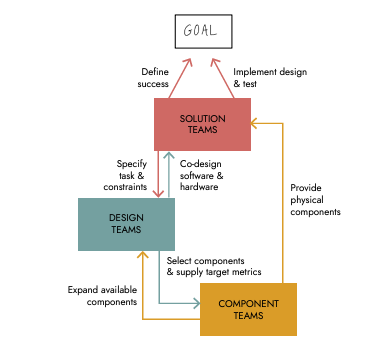 GOAL
Define
success
Implement design
& test
SOLUTION
TEAMS
Specify
task &
constraints
Co-design
software &
hardware
Provide
physical
components
DESIGN
TEAMS
Select components
& supply target metrics
Expand available
components
COMPONENT
TEAMS